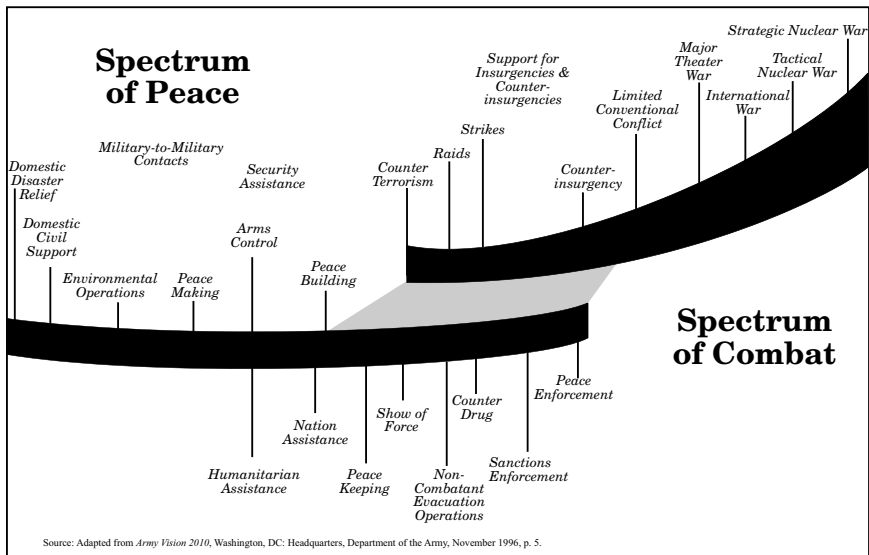 Spectrum
of Peace
Military-to-Military
Contacts
Security
Assistance
Domestic
Disaster
Relief
Domestic
Civil
Support
Environmental
Operations
Peace
Making
Arms
Control
Peace
Building
Counter
Terrorism
Raids
Strikes
Support for
Insurgencies &
Counter-
insurgencies
Counter-
insurgency
Limited
Conventional
Conflict
Major
Theater
War
International
War
Tactical
Nuclear War
Strategic Nuclear War
Spectrum
of Combat
Humanitarian
Assistance
Nation
Assistance
Peace
Keeping
Show of
Force
Non-
Combatant
Evacuation
Operations
Counter
Drug
Sanctions
Enforcement
Peace
Enforcement
Source: Adapted from Army Vision 2010, Washington, DC: Headquarters, Department of the Army, November 1996, p. 5.